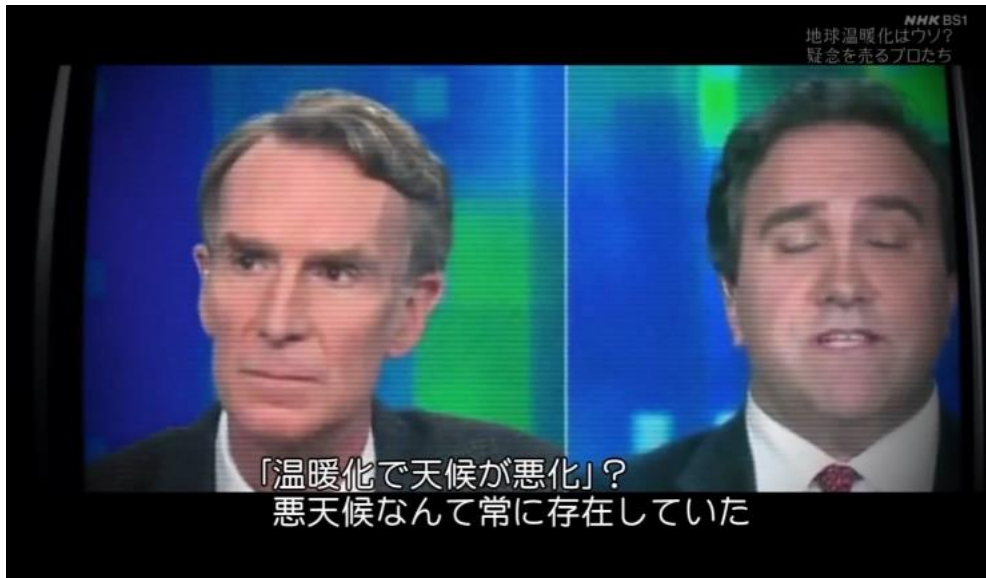 NHK BS1
地球温暖化はウソ？
疑念を売るプロたち
「温暖化で天候が悪化」？
悪天候なんて常に存在していた